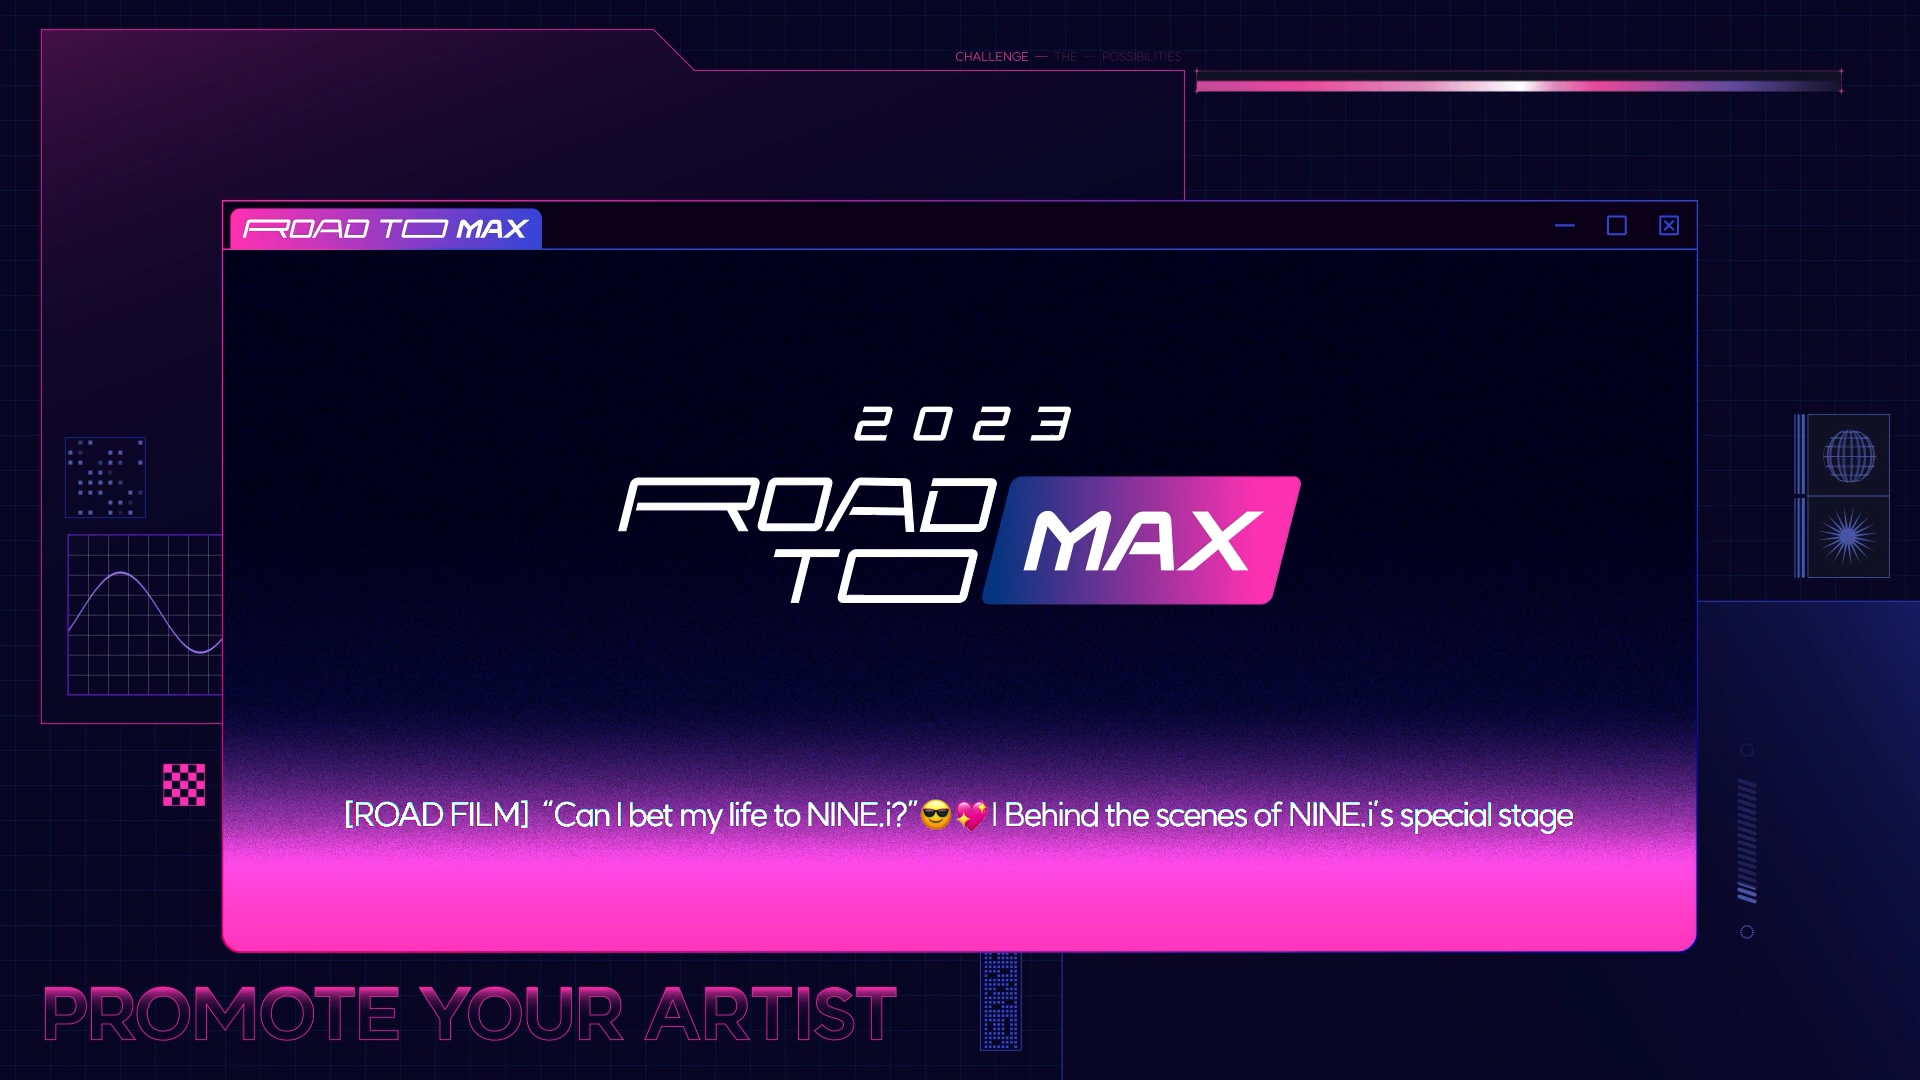 CHALLENGE — THE — POSSIBILITIES
ROAD TO MAX
2023
ROAD
TO MAX
[ROAD FILM] “Can I bet my life to NINE.i?”😎💖 I Behind the scenes of NINE.i’s special stage
PROMOTE YOUR ARTIST